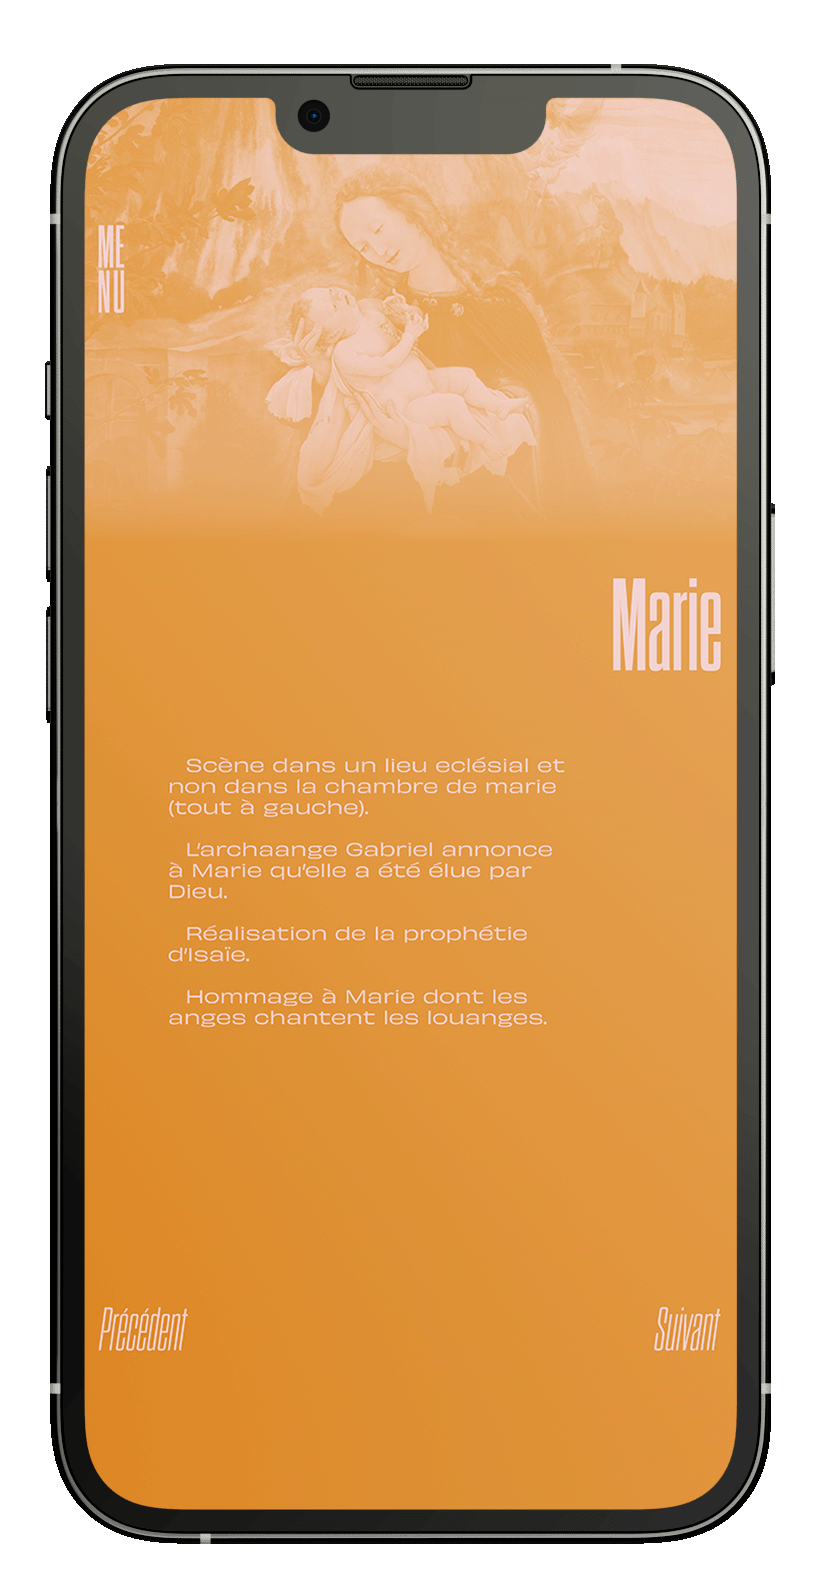 ME
NU
Marie
Scène dans un lieu eclésial et
non dans la chambre de marie
(tout à gauche).
L'archaange Gabriel annonce
à Marie qu'elle a été élue par
Dieu.
Réalisation de la prophétie
d'Isaïe.
Hommage à Marie dont les
anges chantent les louanges.
Précédent
Suivant